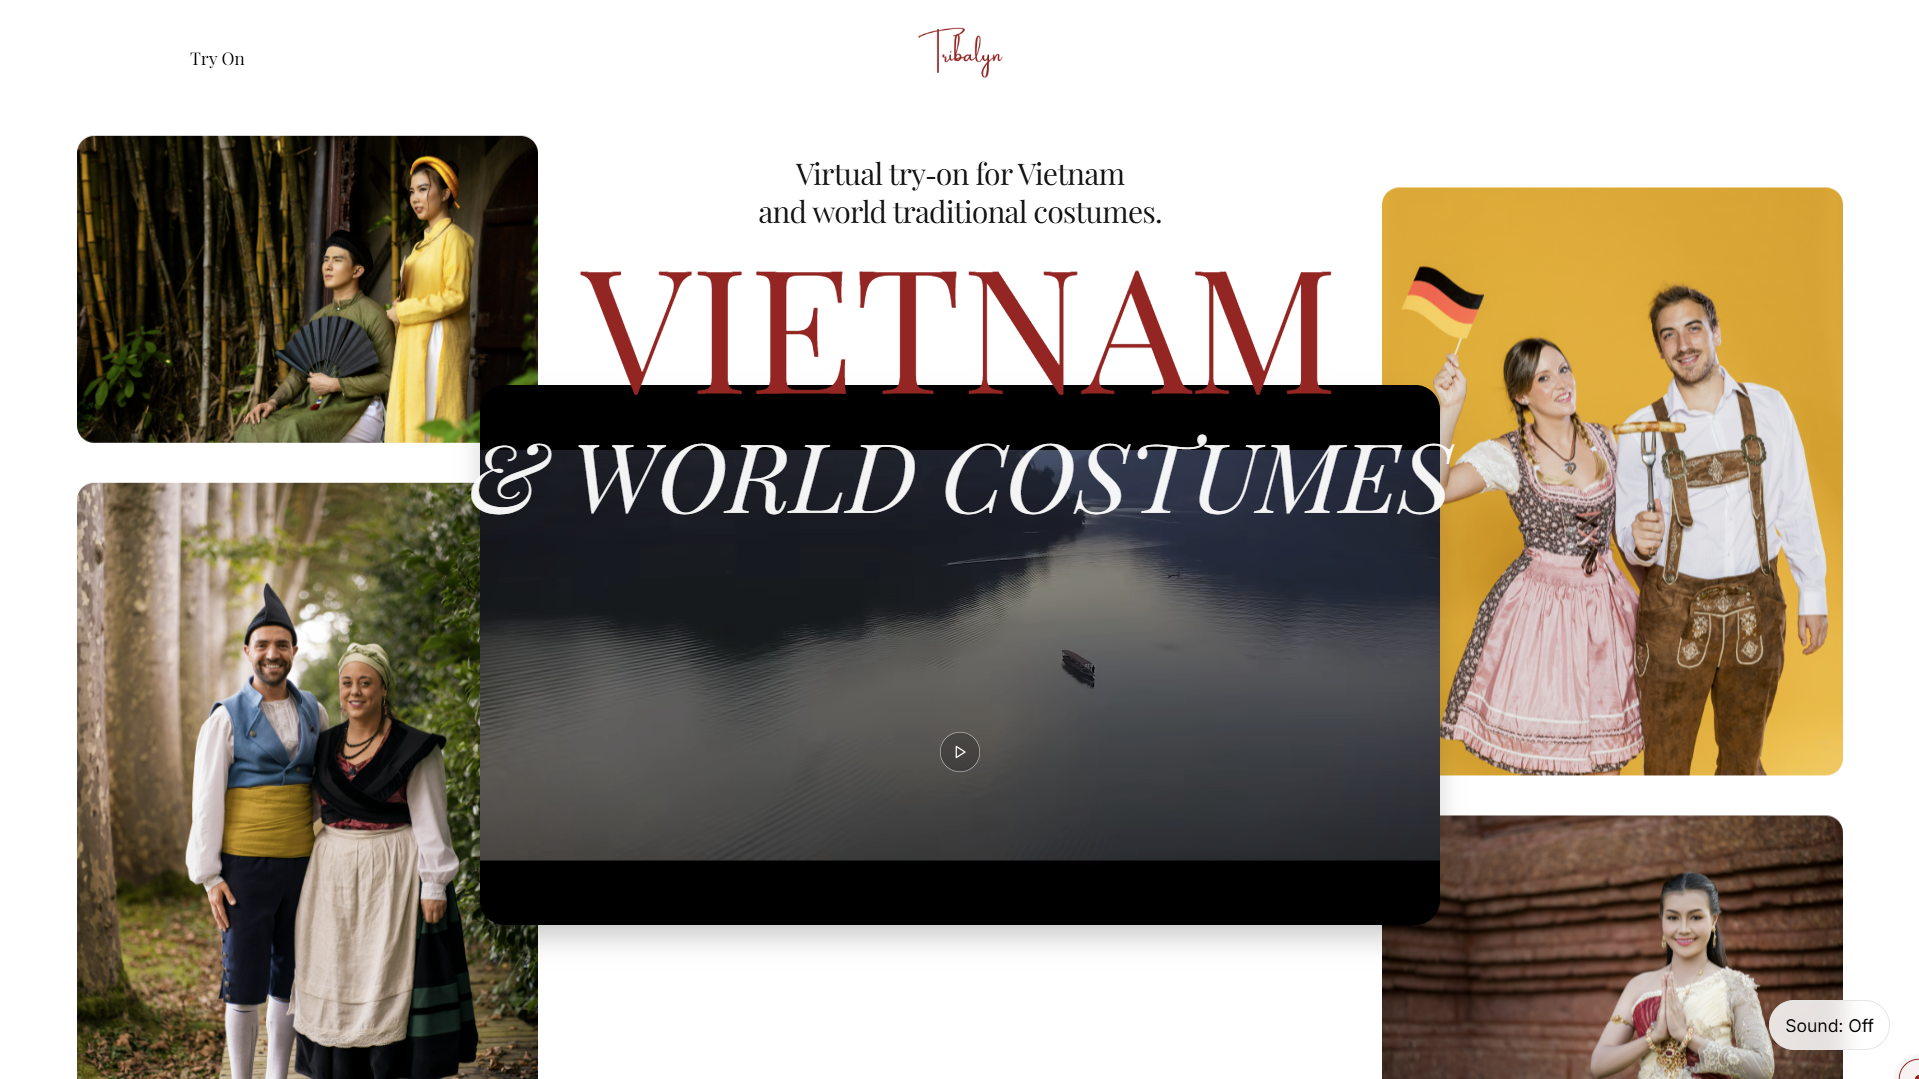 Try On
Tribalyn
Virtual try-on for Vietnam
and world traditional costumes.
VIETNAM
& WORLD COSTUMES
Sound: Off